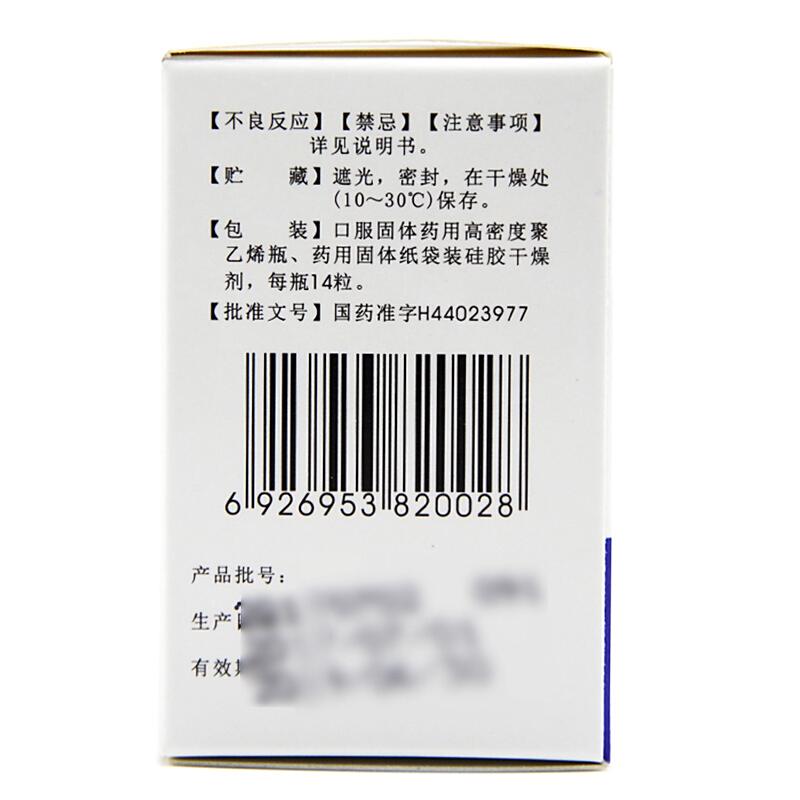 【不良反应】【禁忌】【注意事项】
详见说明书。
【贮 藏】遮光，密封，在干燥处
(10～30℃)保存。
【包 装】口服固体药用高密度聚
乙烯瓶、药用固体纸袋装硅胶干燥
剂，每瓶14粒。
【批准文号】国药准字H44023977
6 926953 820028
产品批号：
生产
有效